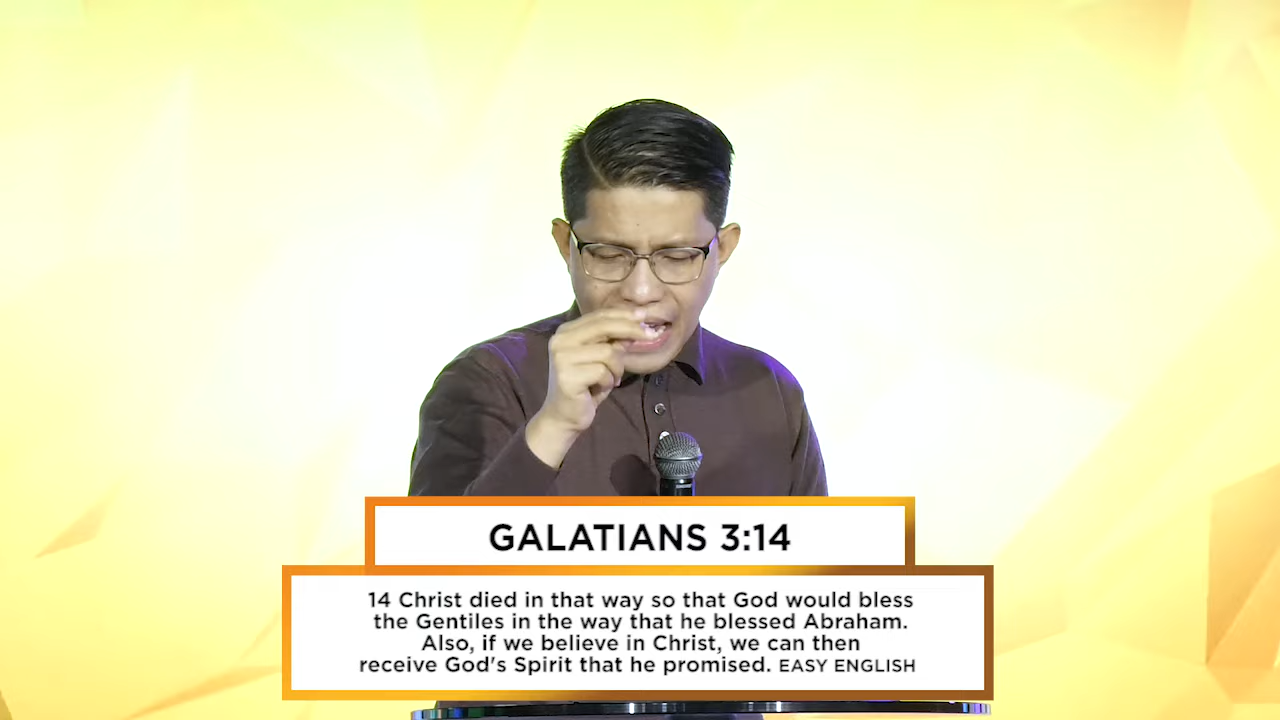 GALATIANS 3:14
14 Christ died in that way so that God would bless
the Gentiles in the way that he blessed Abraham.
Also, if we believe in Christ, we can then
receive God's Spirit that he promised. EASY ENGLISH